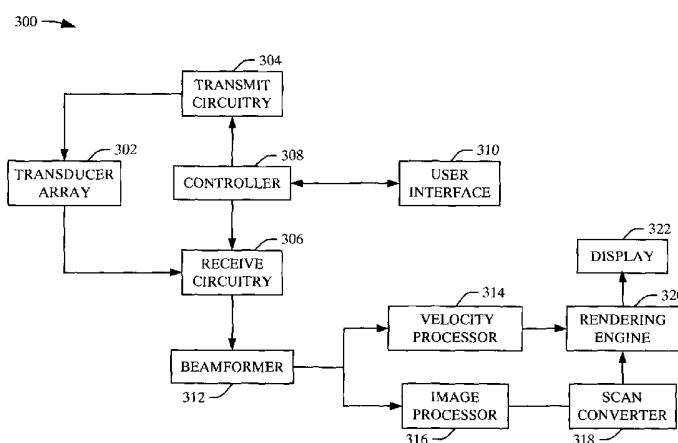 300
304
TRANSMIT
CIRCUITRY
302
TRANSDUCER
ARRAY
308
CONTROLLER
310
USER
INTERFACE
306
RECEIVE
CIRCUITRY
322
DISPLAY
314
VELOCITY
PROCESSOR
320
RENDERING
ENGINE
BEAMFORMER
312
IMAGE
PROCESSOR
316
SCAN
CONVERTER
318